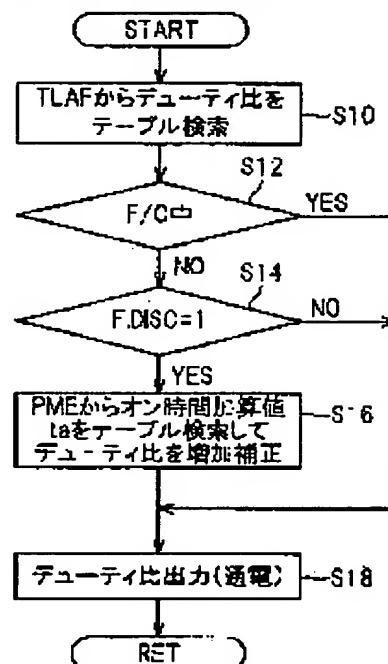 START
TLAFからデューティ比を
テーブル検索
S10
S12
F/C中
YES
NO
S14
F.DISC=1
NO
YES
PMEからオン時間加算値
taをテーブル検索して
デューティ比を増加補正
S16
デューティ比出力(通電)
S18
RET